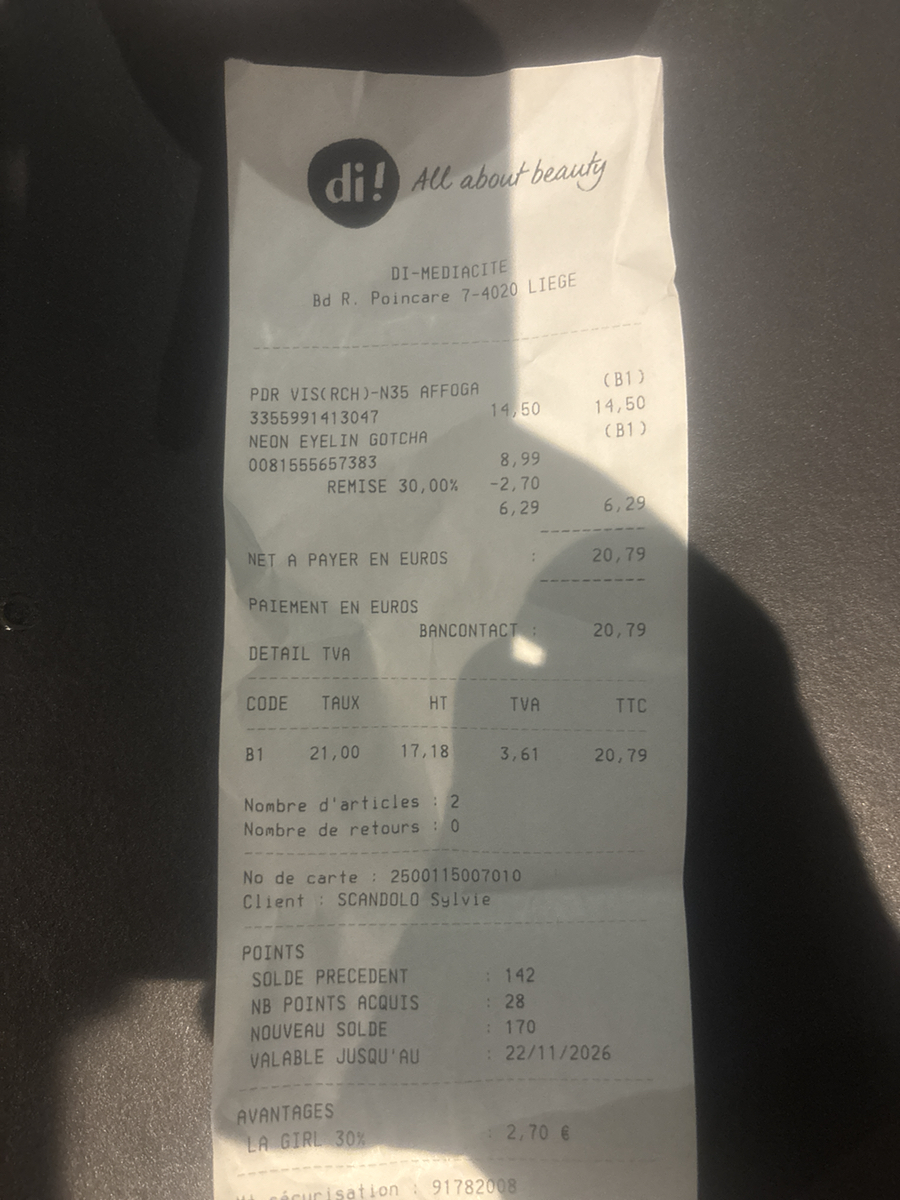 di! All about beauty
DI-MEDIACITE
Bd R. Poincare 7-4020 LIEGE
(B1)
PDR VIS(RCH)-N35 AFFOGA
3355991413047 14,50 14,50
NEON EYELIN GOTCHA (B1)
0081555657383 8,99
REMISE 30,00% -2,70
6,29 6,29
NET A PAYER EN EUROS : 20,79
PAIEMENT EN EUROS
BANCONTACT : 20,79
DETAIL TVA
CODE TAUX HT TVA TTC
B1 21,00 17,18 3,61 20,79
Nombre d'articles : 2
Nombre de retours : 0
No de carte : 2500115007010
Client : SCANDOLO Sylvie
POINTS
SOLDE PRECEDENT : 142
NB POINTS ACQUIS : 28
NOUVEAU SOLDE : 170
VALABLE JUSQU'AU : 22/11/2026
AVANTAGES
LA GIRL 30% : 2,70 €
sécurisation : 91782008